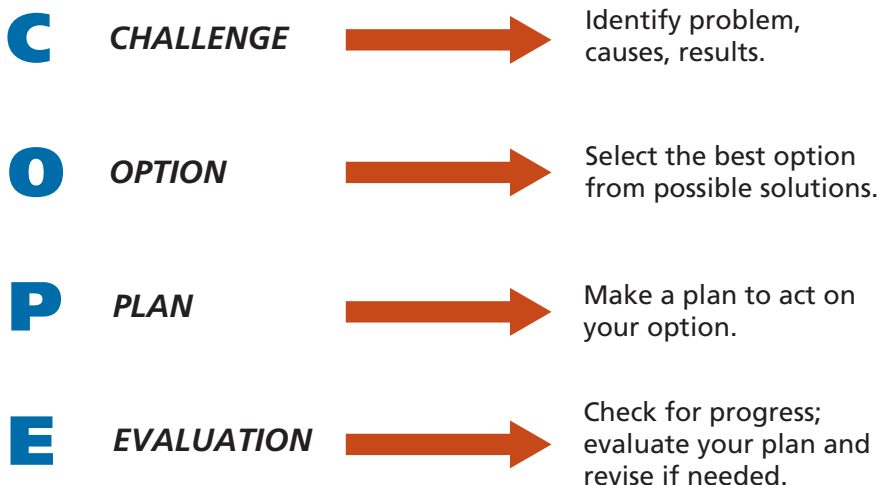 C CHALLENGE Identify problem,
causes, results.
O OPTION Select the best option
from possible solutions.
P PLAN Make a plan to act on
your option.
E EVALUATION Check for progress;
evaluate your plan and
revise if needed.